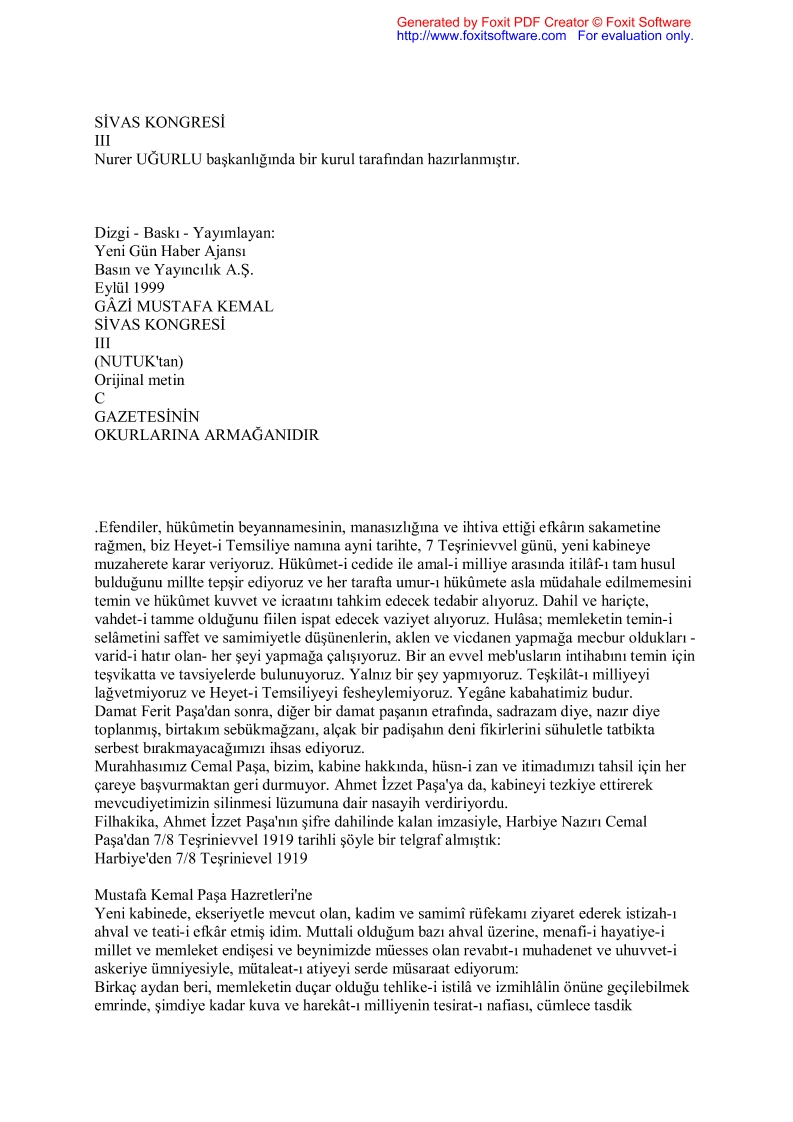 Generated by Foxit PDF Creator © Foxit Software
http://www.foxitsoftware.com For evaluation only.
SİVAS KONGRESİ
III
Nurer UĞURLU başkanlığında bir kurul tarafından hazırlanmıştır.
Dizgi - Baskı - Yayımlayan:
Yeni Gün Haber Ajansı
Basın ve Yayıncılık A.Ş.
Eylül 1999
GÂZİ MUSTAFA KEMAL
SİVAS KONGRESİ
III
(NUTUK'tan)
Orijinal metin
C
GAZETESİNİN
OKURLARINA ARMAĞANIDIR
.Efendiler, hükûmetin beyannamesinin, manasızlığına ve ihtiva ettiği efkârın sakametine
rağmen, biz Heyet-i Temsiliye namına ayni tarihte, 7 Teşrinievvel günü, yeni kabineye
muzaherete karar veriyoruz. Hükûmet-i cedide ile amal-i milliye arasında itilâf-ı tam husul
bulduğunu millte tepşir ediyoruz ve her tarafta umur-ı hükûmete asla müdahale edilmemesini
temin ve hükûmet kuvvet ve icraatını tahkim edecek tedabir alıyoruz. Dahil ve hariçte,
vahdet-i tamme olduğunu fiilen ispat edecek vaziyet alıyoruz. Hulâsa; memleketin temin-i
selâmetini saffet ve samimiyetle düşünenlerin, aklen ve vicdanen yapmağa mecbur oldukları -
varid-i hatır olan- her şeyi yapmağa çalışıyoruz. Bir an evvel meb'usların intihabını temin için
teşvikatta ve tavsiyelerde bulunuyoruz. Yalnız bir şey yapmıyoruz. Teşkilât-ı milliyeyi
lağvetmiyoruz ve Heyet-i Temsiliyeyi fesheylemiyoruz. Yegâne kabahatimiz budur.
Damat Ferit Paşa'dan sonra, diğer bir damat paşanın etrafında, sadrazam diye, nazır diye
toplanmış, birtakım sebükmağzanı, alçak bir padişahın deni fikirlerini sühuletle tatbikta
serbest bırakmayacağımızı ihsas ediyoruz.
Murahhasımız Cemal Paşa, bizim, kabine hakkında, hüsn-i zan ve itimadımızı tahsil için her
çareye başvurmaktan geri durmuyor. Ahmet İzzet Paşa'ya da, kabineyi tezkiye ettirerek
mevcudiyetimizin silinmesi lüzumuna dair nasayih verdiriyordu.
Filhakika, Ahmet İzzet Paşa'nın şifre dahilinde kalan imzasiyle, Harbiye Nazırı Cemal
Paşa'dan 7/8 Teşrinievvel 1919 tarihli şöyle bir telgraf almıştık:
Harbiye'den 7/8 Teşrinievel 1919
Mustafa Kemal Paşa Hazretleri'ne
Yeni kabinede, ekseriyetle mevcut olan, kadim ve samimî rüfekamı ziyaret ederek istizah-ı
ahval ve teati-i efkâr etmiş idim. Muttali olduğum bazı ahval üzerine, menafi-i hayatiye-i
millet ve memleket endişesi ve beynimizde müesses olan revabıt-ı muhadenet ve uhuvvet-i
askeriye ümniyesiyle, mütaleat-ı atiyeyi serde müsaraat ediyorum:
Birkaç aydan beri, memleketin duçar olduğu tehlike-i istilâ ve izmihlâlin önüne geçilebilmek
emrinde, şimdiye kadar kuva ve harekât-ı milliyenin tesirat-ı nafiası, cümlece tasdik